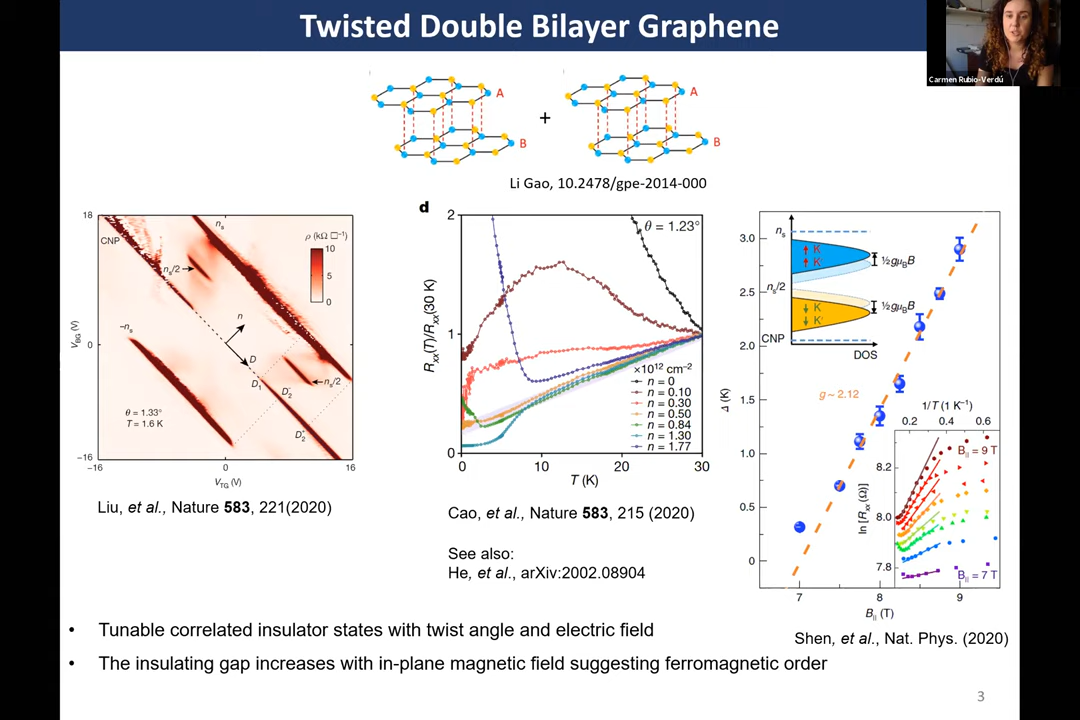 Twisted Double Bilayer Graphene
Carmen Rubio-Verdú
A
B
+
A
B
Li Gao, 10.2478/gpe-2014-000
18
0
−16
V_BG (V)
CNP
n_s
n_s/2
−n_s
n
D
D_1
D_2^-
D_2^+
n_s/2
ρ (kΩ □⁻¹)
10
5
0
θ = 1.33°
T = 1.6 K
−16
0
16
V_TG (V)
Liu, et al., Nature 583, 221(2020)
d
2
1
0
R_xx(T)/R_xx(30 K)
θ = 1.23°
×10¹² cm⁻²
n = 0
n = 0.10
n = 0.30
n = 0.50
n = 0.84
n = 1.30
n = 1.77
0
10
20
30
T (K)
Cao, et al., Nature 583, 215 (2020)
See also:
He, et al., arXiv:2002.08904
3.0
2.5
2.0
1.5
1.0
0.5
0
Δ (K)
n_s
K
K'
½gμ_BB
n_s/2
½gμ_BB
K
K'
CNP
DOS
g ~ 2.12
1/T (1 K⁻¹)
0.2
0.4
0.6
B_|| = 9 T
8.2
8.0
7.8
ln [R_xx(Ω)]
B_|| = 7 T
7
8
9
B_|| (T)
Shen, et al., Nat. Phys. (2020)
• Tunable correlated insulator states with twist angle and electric field
• The insulating gap increases with in-plane magnetic field suggesting ferromagnetic order
3